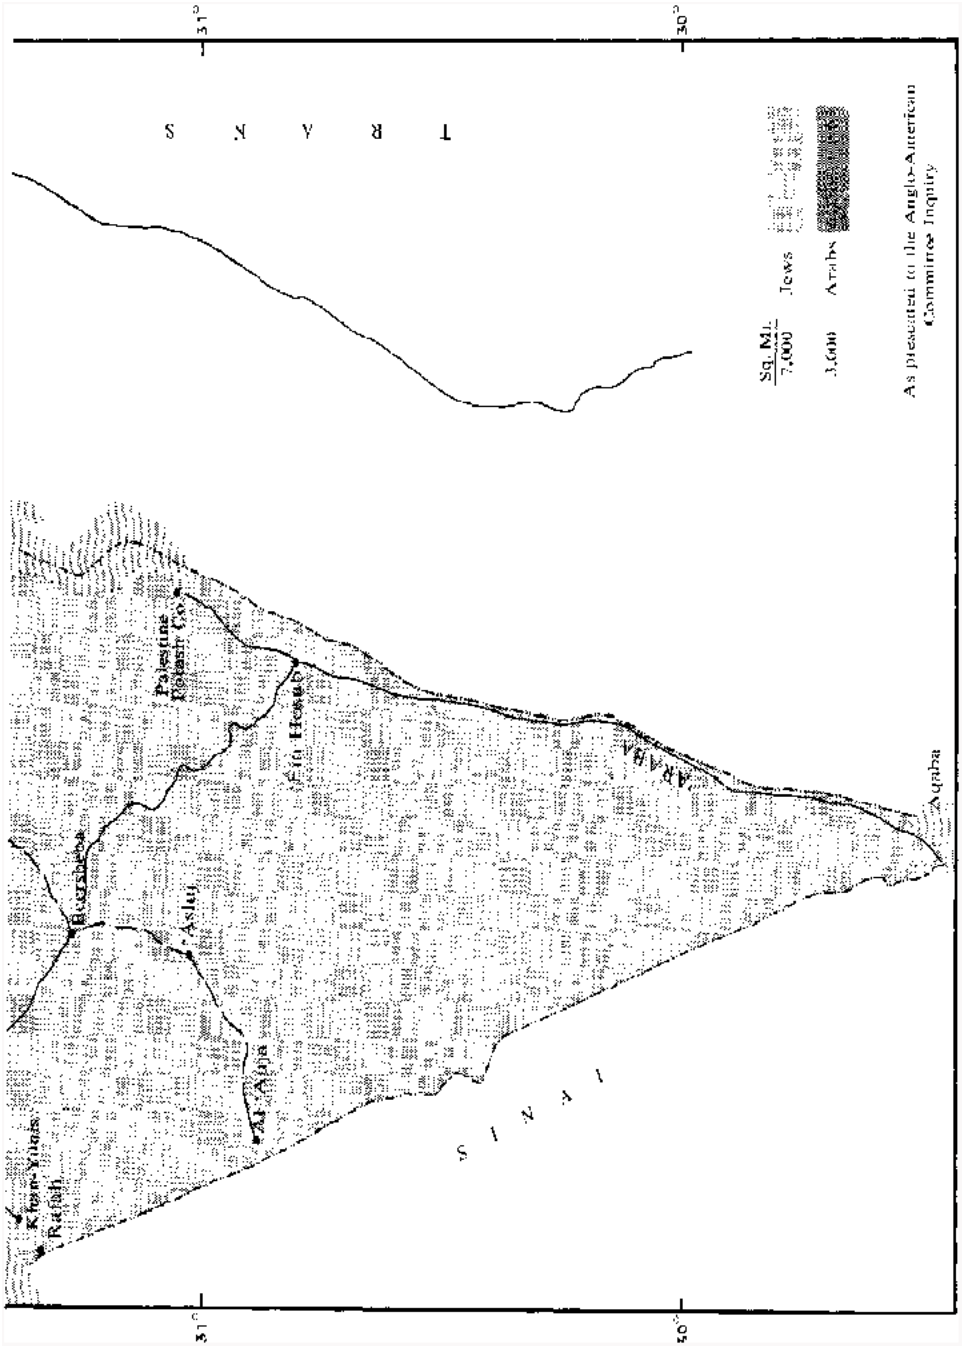 31°
30°
T R A N S
Khan-Yunis
Rafah
Beersheba
Asluj
Al-'Auja
Palestine
Potash Co.
Ein Hosub
'ARABA
Aqaba
S I N A I
Sq. Mi.
7,000 Jews
3,000 Arabs
As presented to the Anglo-American
Committee Inquiry
31°
30°